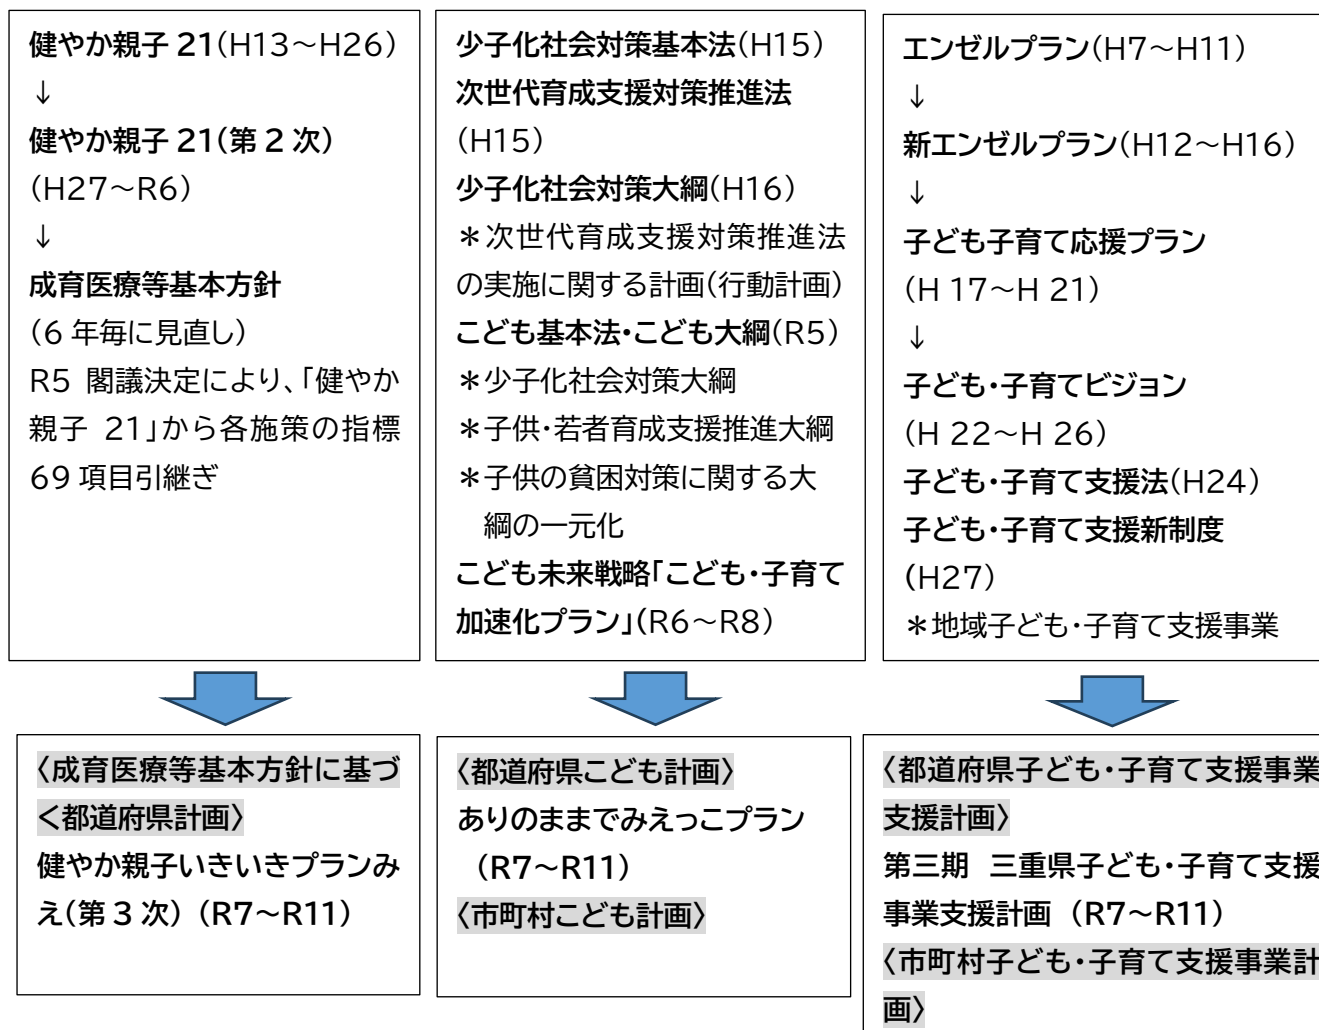 健やか親子 21(H13～H26)
↓
健やか親子 21(第 2 次)
(H27～R6)
↓
成育医療等基本方針
(6 年毎に見直し)
R5 閣議決定により、「健やか
親子 21」から各施策の指標
69 項目引継ぎ
少子化社会対策基本法(H15)
次世代育成支援対策推進法
(H15)
少子化社会対策大綱(H16)
＊次世代育成支援対策推進法
の実施に関する計画(行動計画)
こども基本法・こども大綱(R5)
＊少子化社会対策大綱
＊子供・若者育成支援推進大綱
＊子供の貧困対策に関する大
綱の一元化
こども未来戦略「こども・子育て
加速化プラン」(R6～R8)
エンゼルプラン(H7～H11)
↓
新エンゼルプラン(H12～H16)
↓
子ども子育て応援プラン
(H 17～H 21)
↓
子ども・子育てビジョン
(H 22～H 26)
子ども・子育て支援法(H24)
子ども・子育て支援新制度
(H27)
＊地域子ども・子育て支援事業
〈成育医療等基本方針に基づ
く都道府県計画〉
健やか親子いきいきプランみ
え(第 3 次) (R7～R11)
〈都道府県こども計画〉
ありのままでみえっこプラン
(R7～R11)
〈市町村こども計画〉
〈都道府県子ども・子育て支援事業
支援計画〉
第三期 三重県子ども・子育て支援
事業支援計画 (R7～R11)
〈市町村子ども・子育て支援事業計
画〉